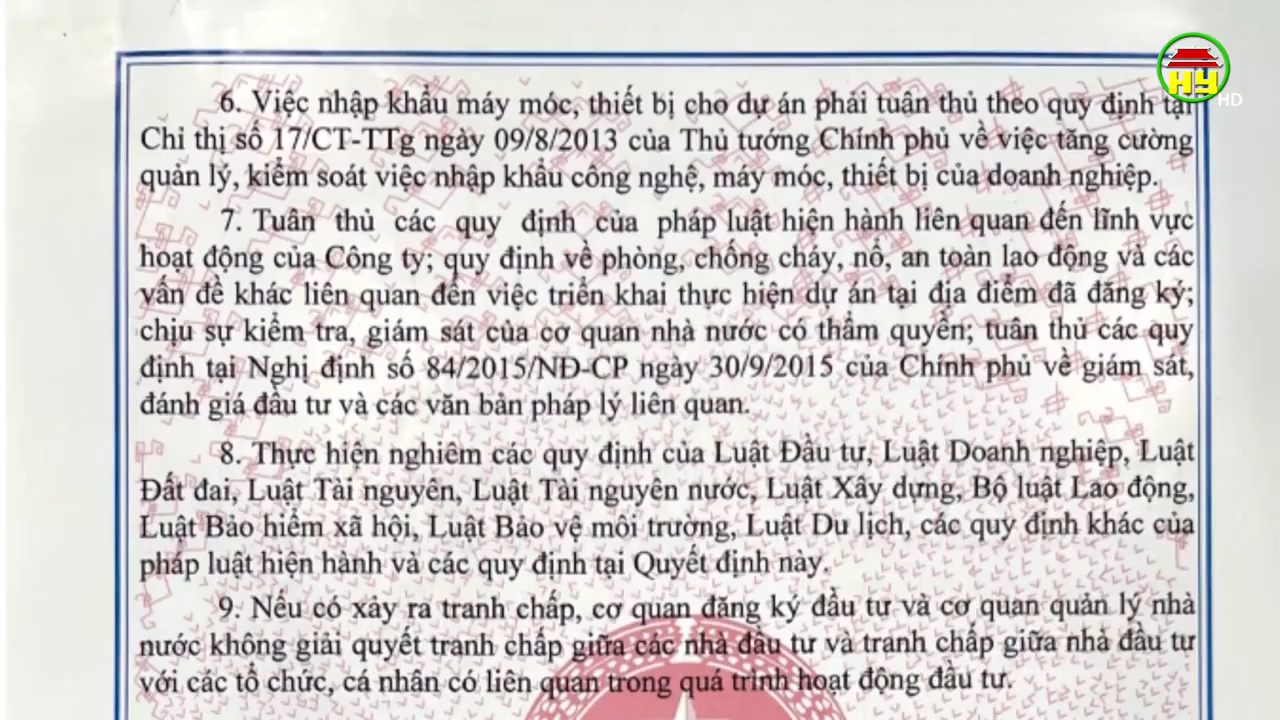 HY
HD
6. Việc nhập khẩu máy móc, thiết bị cho dự án phải tuân thủ theo quy định tại
Chỉ thị số 17/CT-TTg ngày 09/8/2013 của Thủ tướng Chính phủ về việc tăng cường
quản lý, kiểm soát việc nhập khẩu công nghệ, máy móc, thiết bị của doanh nghiệp.
7. Tuân thủ các quy định của pháp luật hiện hành liên quan đến lĩnh vực
hoạt động của Công ty; quy định về phòng, chống cháy, nổ, an toàn lao động và các
vấn đề khác liên quan đến việc triển khai thực hiện dự án tại địa điểm đã đăng ký;
chịu sự kiểm tra, giám sát của cơ quan nhà nước có thẩm quyền; tuân thủ các quy
định tại Nghị định số 84/2015/NĐ-CP ngày 30/9/2015 của Chính phủ về giám sát,
đánh giá đầu tư và các văn bản pháp lý liên quan.
8. Thực hiện nghiêm các quy định của Luật Đầu tư, Luật Doanh nghiệp, Luật
Đất đai, Luật Tài nguyên, Luật Tài nguyên nước, Luật Xây dựng, Bộ luật Lao động,
Luật Bảo hiểm xã hội, Luật Bảo vệ môi trường, Luật Du lịch, các quy định khác của
pháp luật hiện hành và các quy định tại Quyết định này.
9. Nếu có xảy ra tranh chấp, cơ quan đăng ký đầu tư và cơ quan quản lý nhà
nước không giải quyết tranh chấp giữa các nhà đầu tư và tranh chấp giữa nhà đầu tư
với các tổ chức, cá nhân có liên quan trong quá trình hoạt động đầu tư.